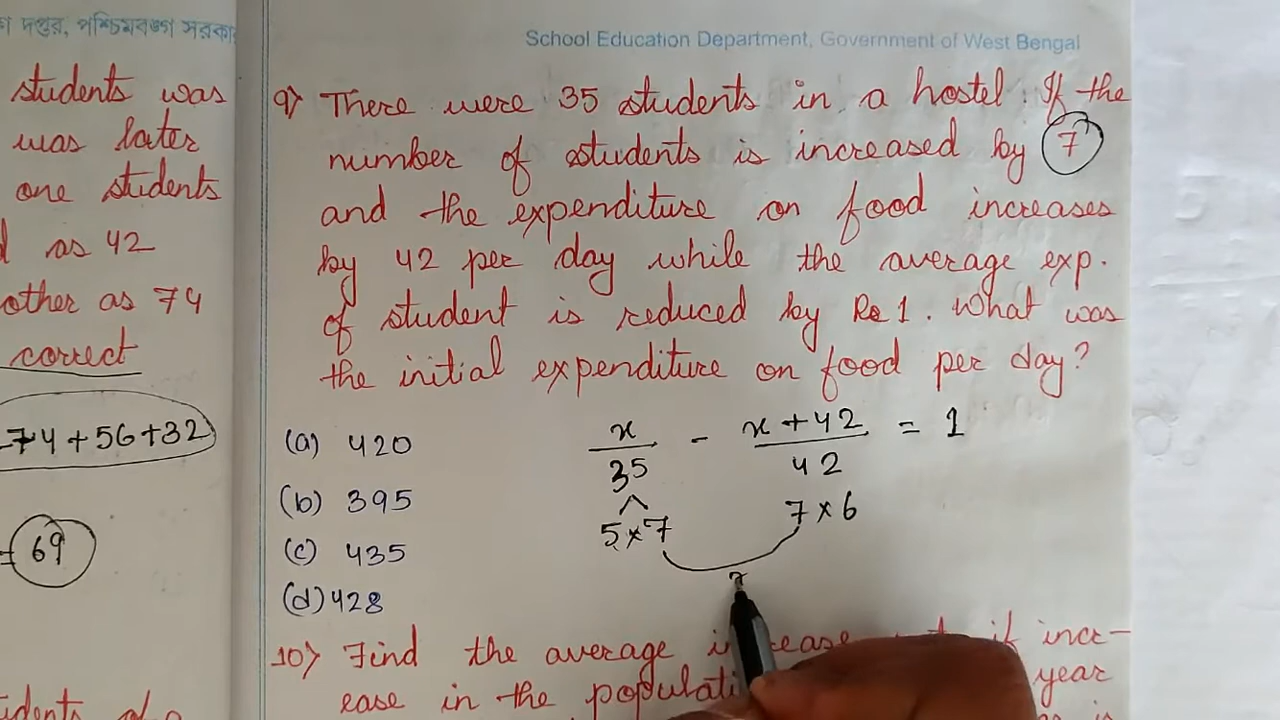 দপ্তর, পশ্চিমবঙ্গ সরকার
School Education Department, Government of West Bengal
students was
was later
one students
as 42
other as 74
correct
74+56+32
= 69
9) There were 35 students in a hostel. If the
number of students is increased by 7
and the expenditure on food increases
by 42 per day while the average exp.
of student is reduced by Re 1. What was
the initial expenditure on food per day?
(a) 420
(b) 395
(c) 435
(d) 428
x/35 - x+42/42 = 1
5×7 7×6
7
10) Find the average if incr-
ease in the year